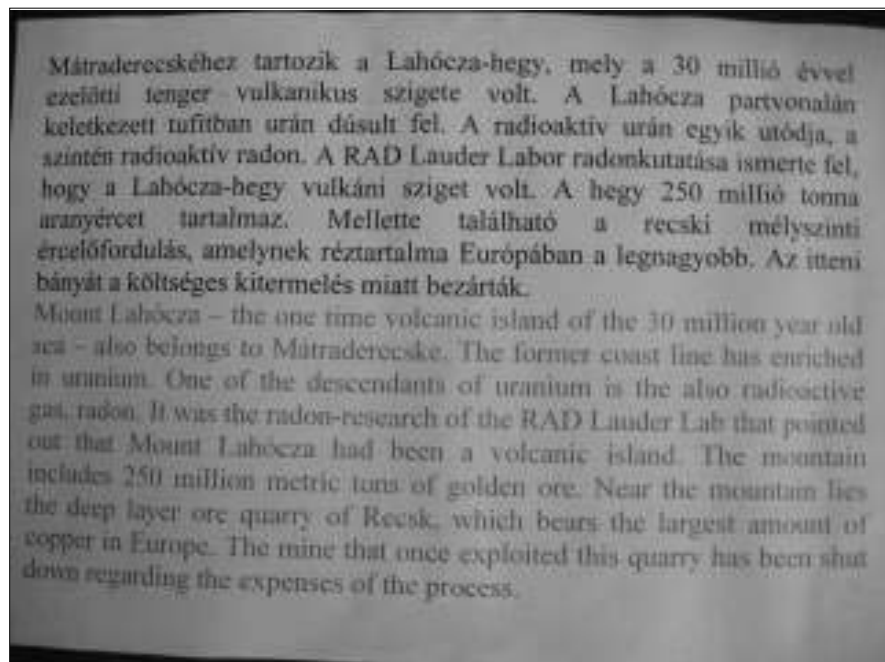 Mátraderecskéhez tartozik a Lahócza-hegy, mely a 30 millió évvel
ezelőtti tenger vulkanikus szigete volt. A Lahócza partvonalán
keletkezett tufitban urán dúsult fel. A radioaktív urán egyik utódja, a
szintén radioaktív radon. A RAD Lauder Labor radonkutatása ismerte fel,
hogy a Lahócza-hegy vulkáni sziget volt. A hegy 250 millió tonna
aranyércet tartalmaz. Mellette található a recski mélyszinti
ércelőfordulás, amelynek réztartalma Európában a legnagyobb. Az itteni
bányát a költséges kitermelés miatt bezárták.
Mount Lahócza – the one time volcanic island of the 30 million year old
sea – also belongs to Mátraderecske. The former coast line has enriched
in uranium. One of the descendants of uranium is the also radioactive
gas, radon. It was the radon-research of the RAD Lauder Lab that pointed
out that Mount Lahócza had been a volcanic island. The mountain
includes 250 million metric tons of golden ore. Near the mountain lies
the deep layer ore quarry of Recsk, which bears the largest amount of
copper in Europe. The mine that once exploited this quarry has been shut
down regarding the expenses of the process.